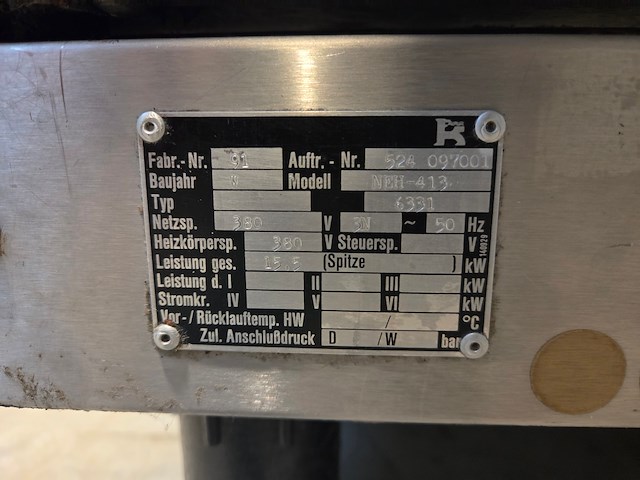 Fabr.- Nr. 91 Auftr. - Nr. 524 097001
Baujahr Modell NEH-413
Typ 6331
Netzsp. 380 V 3N ~ 50 Hz
Heizkörpersp. 380 V Steuersp. V
Leistung ges. 15.5 (Spitze ) kW
Leistung d. I II III kW
Stromkr. IV V VI kW
Vor- / Rücklauftemp. HW / °C
Zul. Anschlußdruck D /W bar
140929